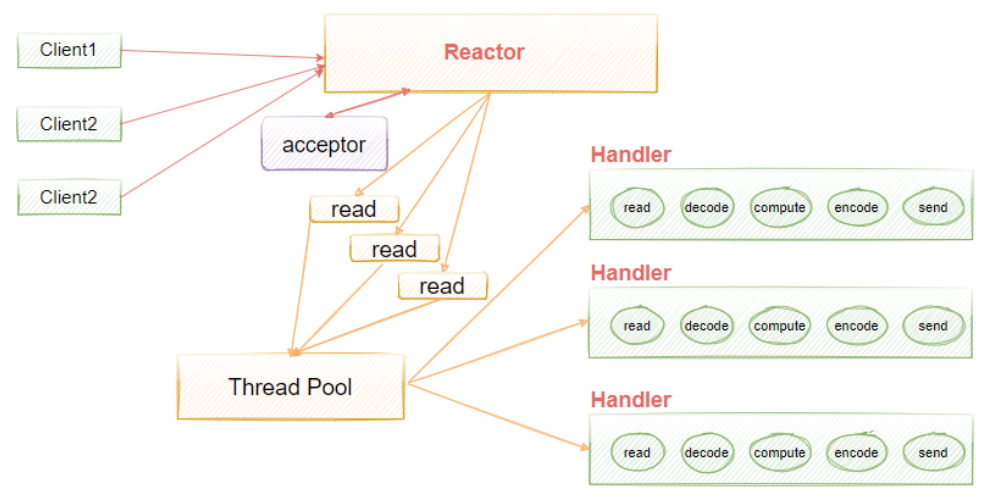 Client1
Reactor
Client2
acceptor
Client2
read
read
read
Thread Pool
Handler
read decode compute encode send
Handler
read decode compute encode send
Handler
read decode compute encode send